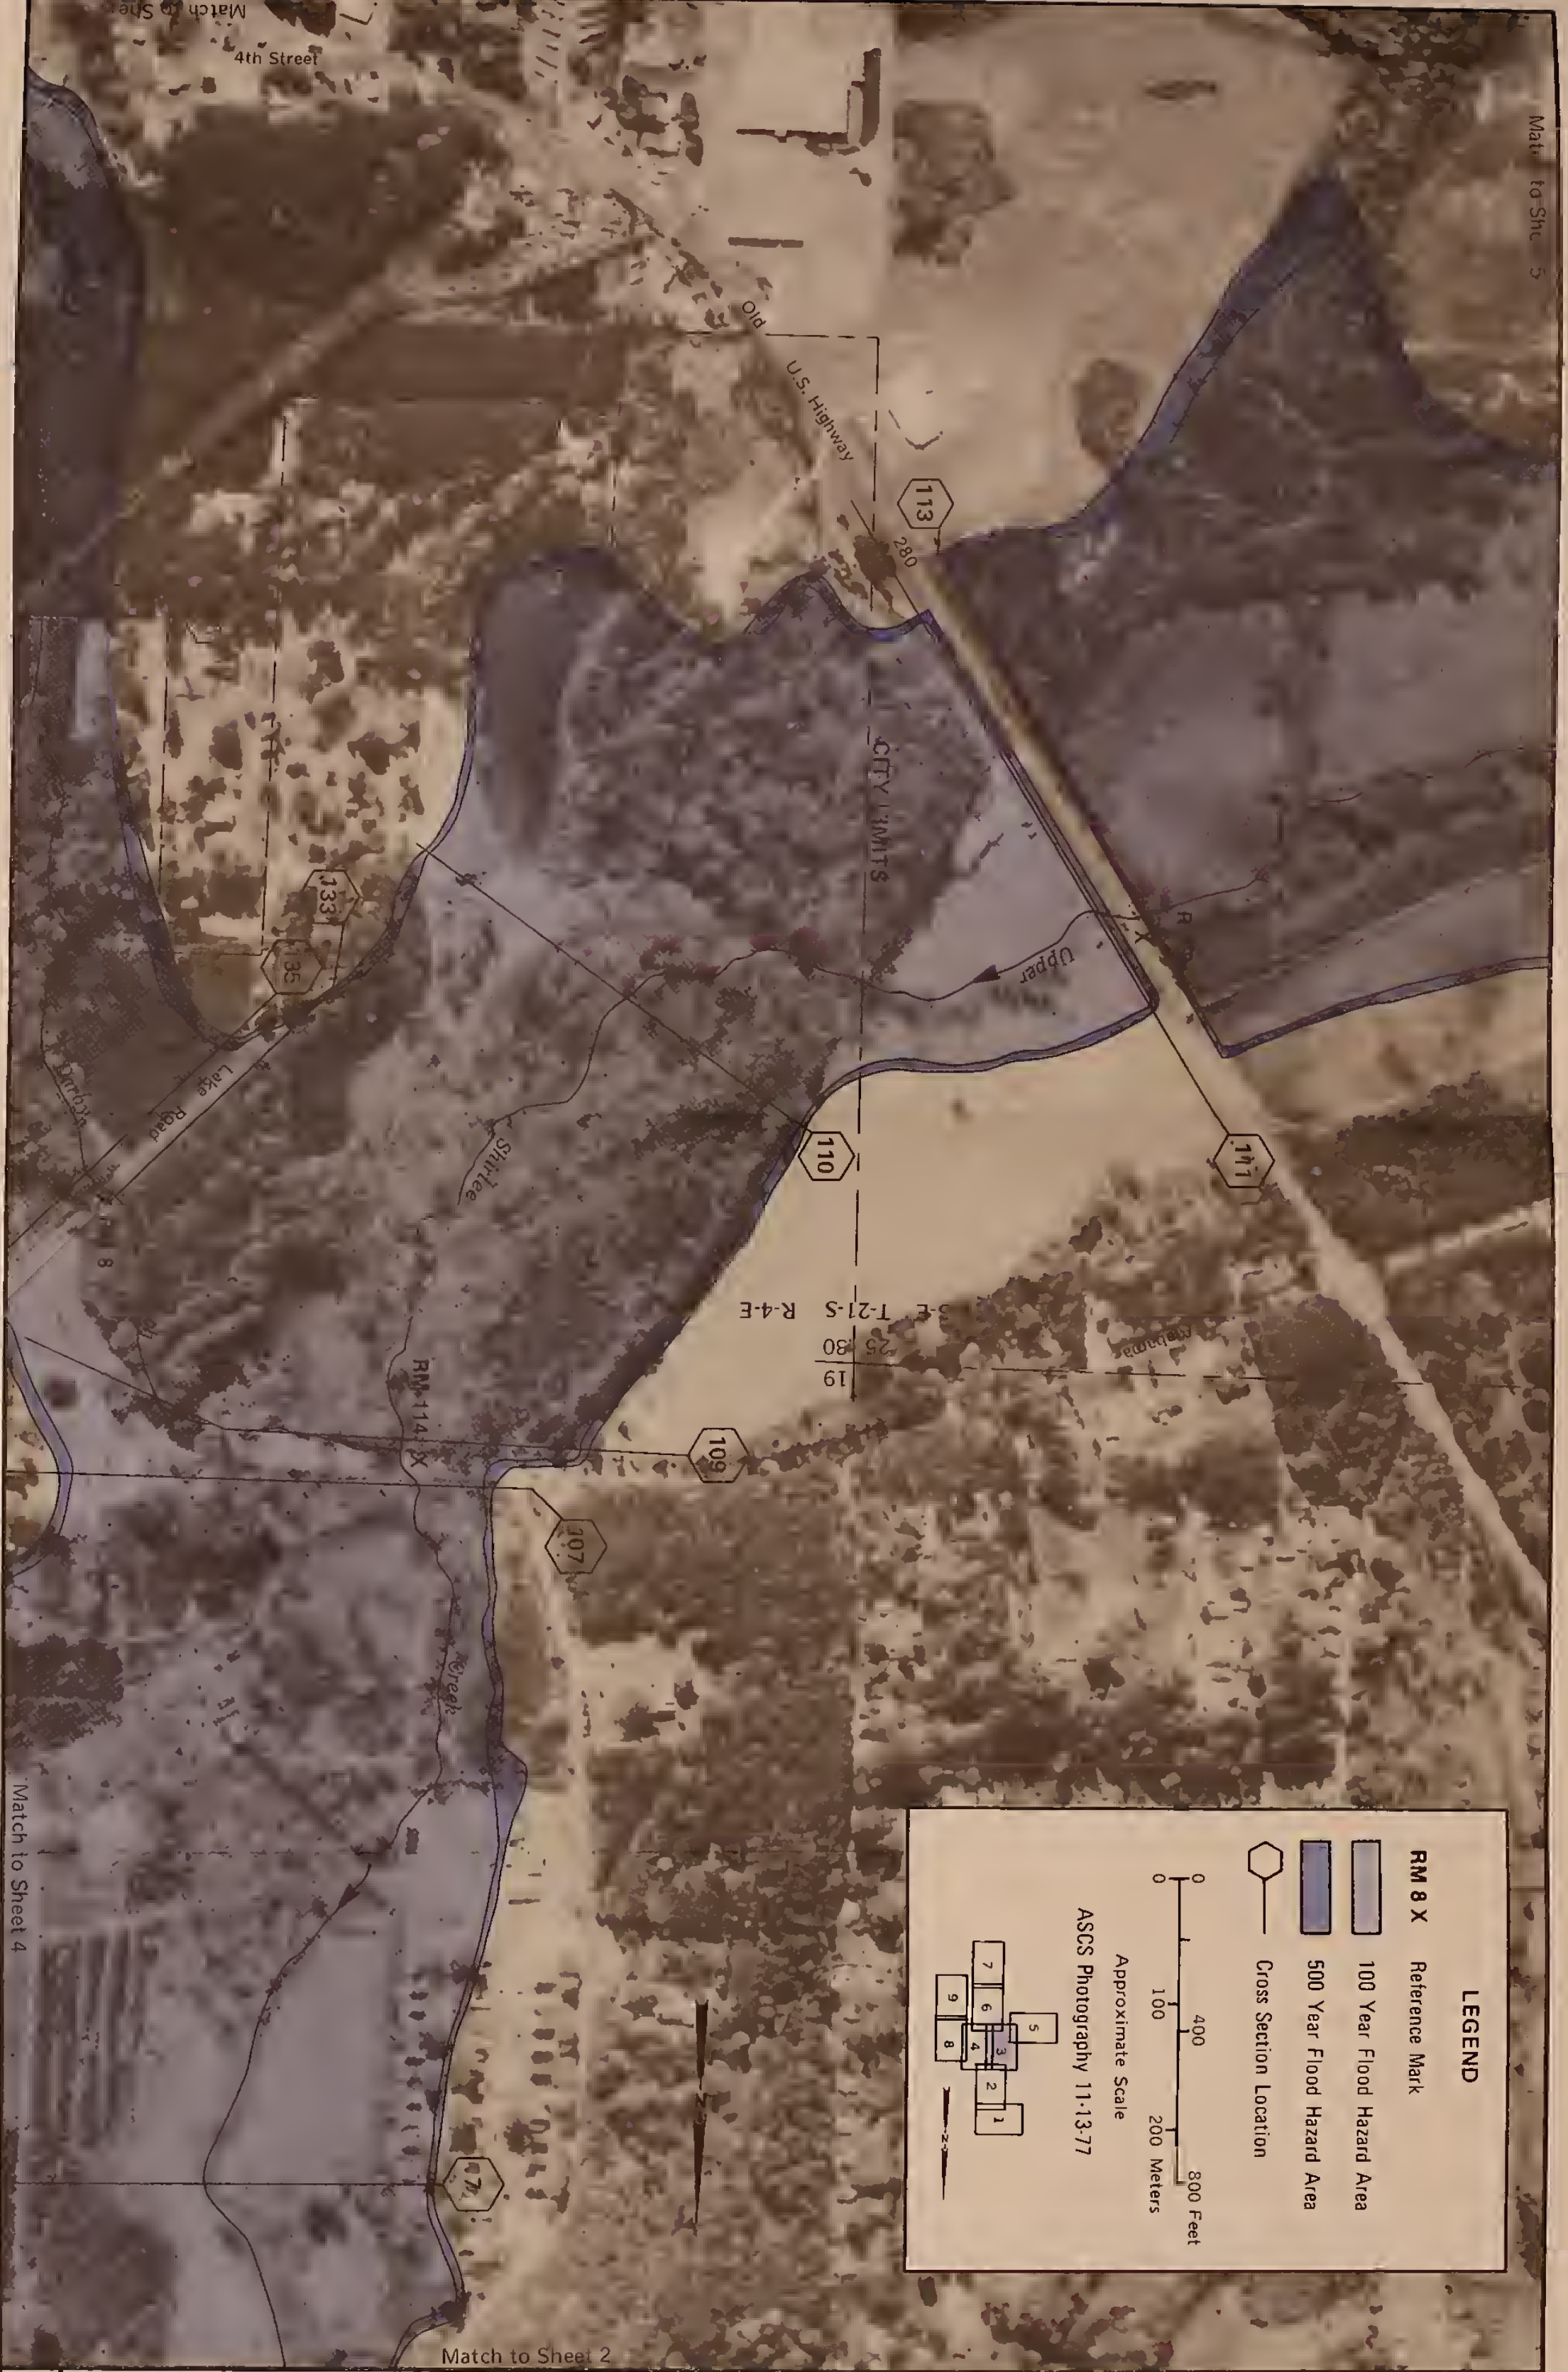 LEGEND
RM 8 X Reference Mark
100 Year Flood Hazard Area
500 Year Flood Hazard Area
Cross Section Location
0 400 800 Feet
0 100 200 Meters
Approximate Scale
ASCS Photography 11-13-77
7
6
5
9
8
4
3
2
1
N
4th Street
Match to
Old
U.S. Highway
280
113
CITY LIMITS
133
135
Upper
111
110
Lake Road
Shirtee
R-4-E
T-21-S
30
25
19
Alabama
8
RM 114 X
109
107
Creek
N
Match to Sheet 4
Match to Sheet 2